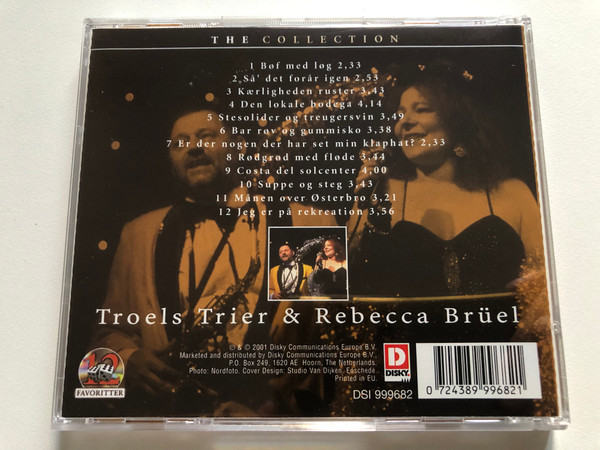 THE COLLECTION
1 Bøf med løg 2,33
2 Så' det forår igen 2,53
3 Kærligheden ruster 3,43
4 Den lokale bodega 4,14
5 Stesolider og treugersvin 3,49
6 Bar røv og gummisko 3,38
7 Er der nogen der har set min klaphat? 2,33
8 Rødgrød med fløde 3,44
9 Costa del solcenter 4,00
10 Suppe og steg 3,43
11 Månen over Østerbro 3,21
12 Jeg er på rekreation 3,56
Troels Trier & Rebecca Brüel
FAVORITTER
℗ & © 2001 Disky Communications Europe B.V.
Marketed and distributed by Disky Communications Europe B.V.,
P.O. Box 249, 1620 AE Hoorn, The Netherlands.
Photo: Nordfoto. Cover Design: Studio Van Dijken, Enschede.
Printed in EU.
DISKY
DSI 999682
0 724389 996821